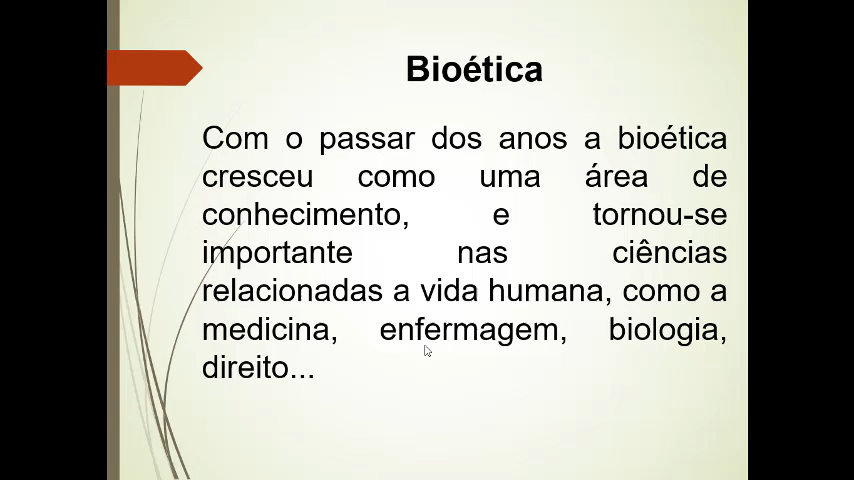 Bioética
Com o passar dos anos a bioética
cresceu como uma área de
conhecimento, e tornou-se
importante nas ciências
relacionadas a vida humana, como a
medicina, enfermagem, biologia,
direito...